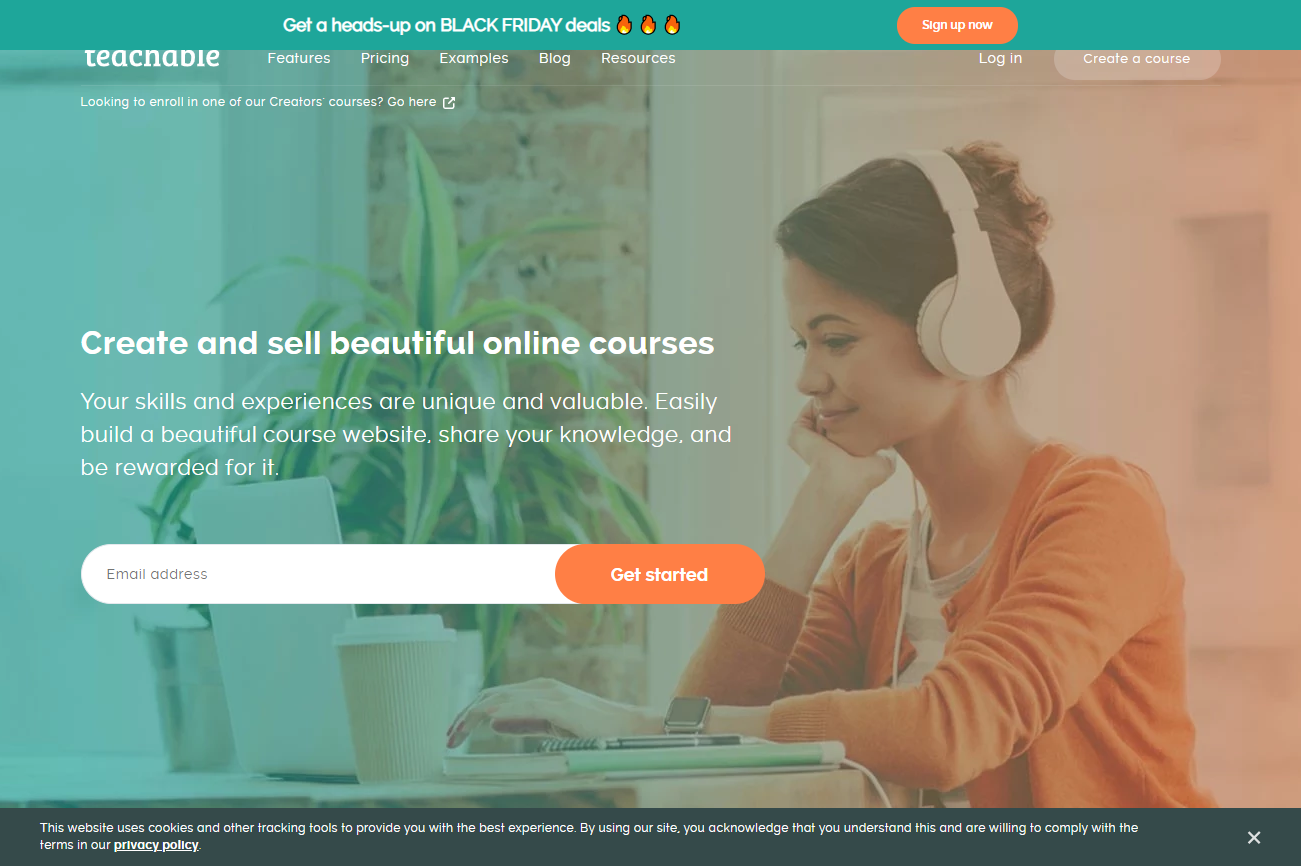 Get a heads-up on BLACK FRIDAY deals 🔥 🔥 🔥 Sign up now
teachable Features Pricing Examples Blog Resources Log in Create a course
Looking to enroll in one of our Creators' courses? Go here
Create and sell beautiful online courses
Your skills and experiences are unique and valuable. Easily
build a beautiful course website, share your knowledge, and
be rewarded for it.
Email address Get started
This website uses cookies and other tracking tools to provide you with the best experience. By using our site, you acknowledge that you understand this and are willing to comply with the
terms in our privacy policy.